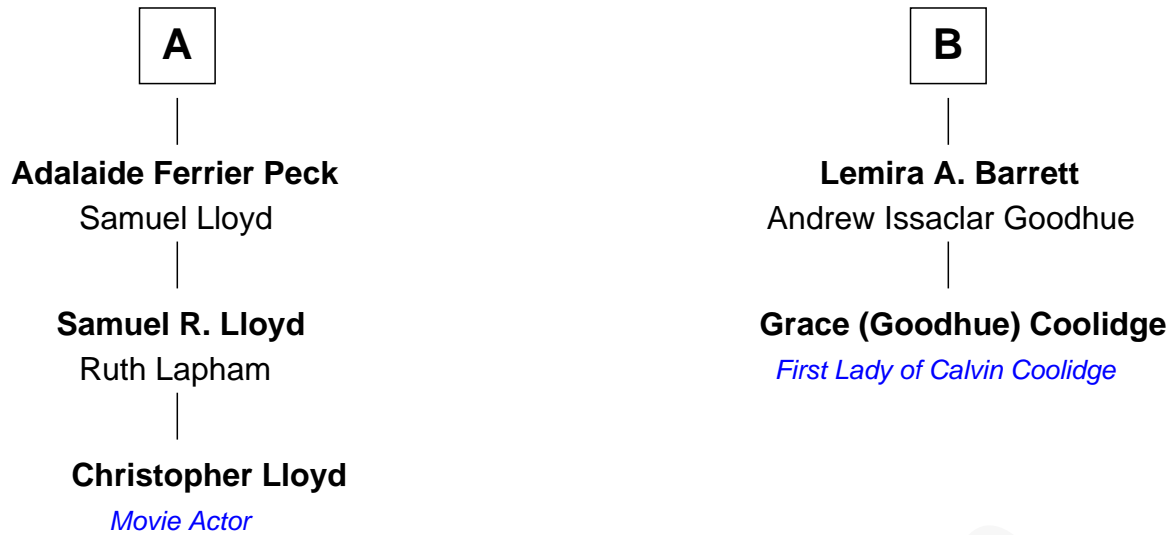 A
B
Adalaide Ferrier Peck
Samuel Lloyd
Lemira A. Barrett
Andrew Issaclar Goodhue
Samuel R. Lloyd
Ruth Lapham
Grace (Goodhue) Coolidge
First Lady of Calvin Coolidge
Christopher Lloyd
Movie Actor